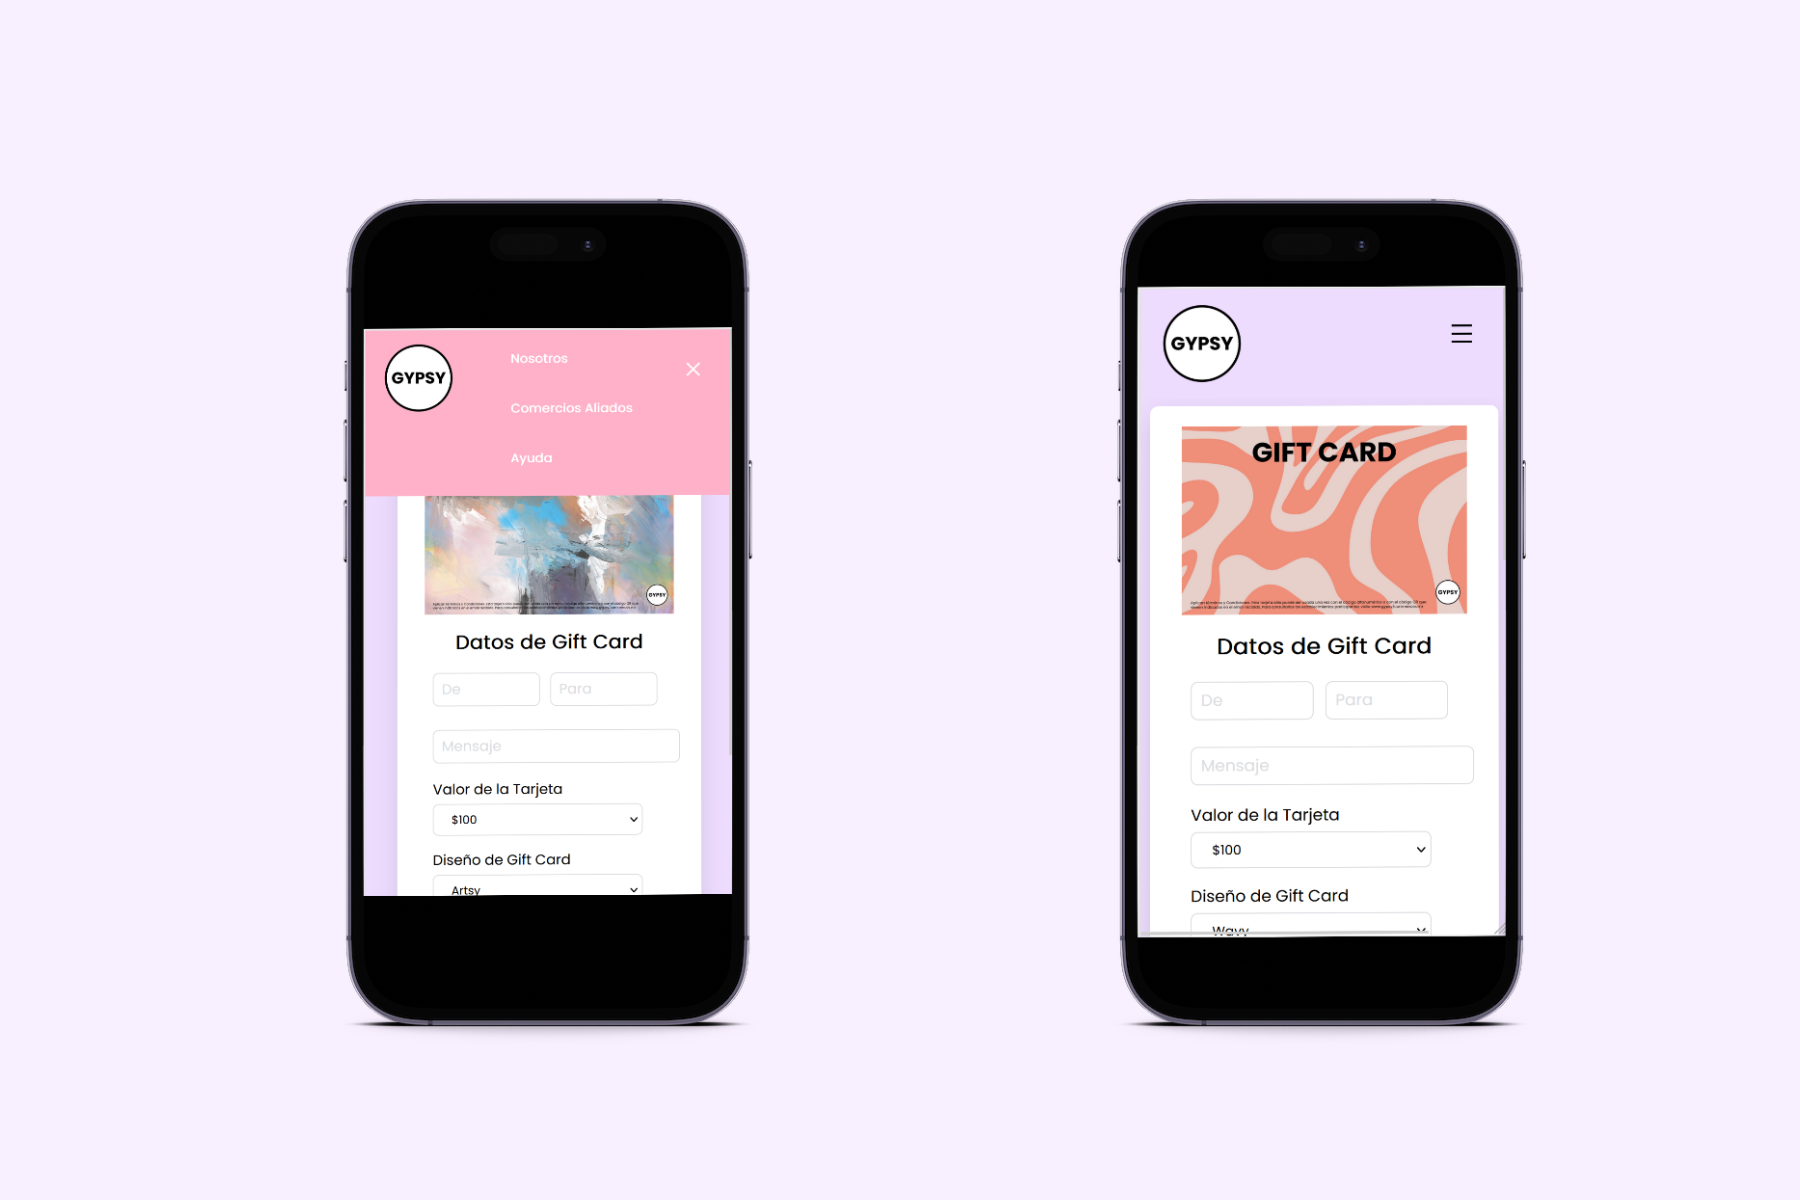 GYPSY
Nosotros
Comercios Aliados
Ayuda
GYPSY
Datos de Gift Card
De
Para
Mensaje
Valor de la Tarjeta
$100
Diseño de Gift Card
Artsy
GYPSY
GIFT CARD
GYPSY
Datos de Gift Card
De
Para
Mensaje
Valor de la Tarjeta
$100
Diseño de Gift Card
Wavy